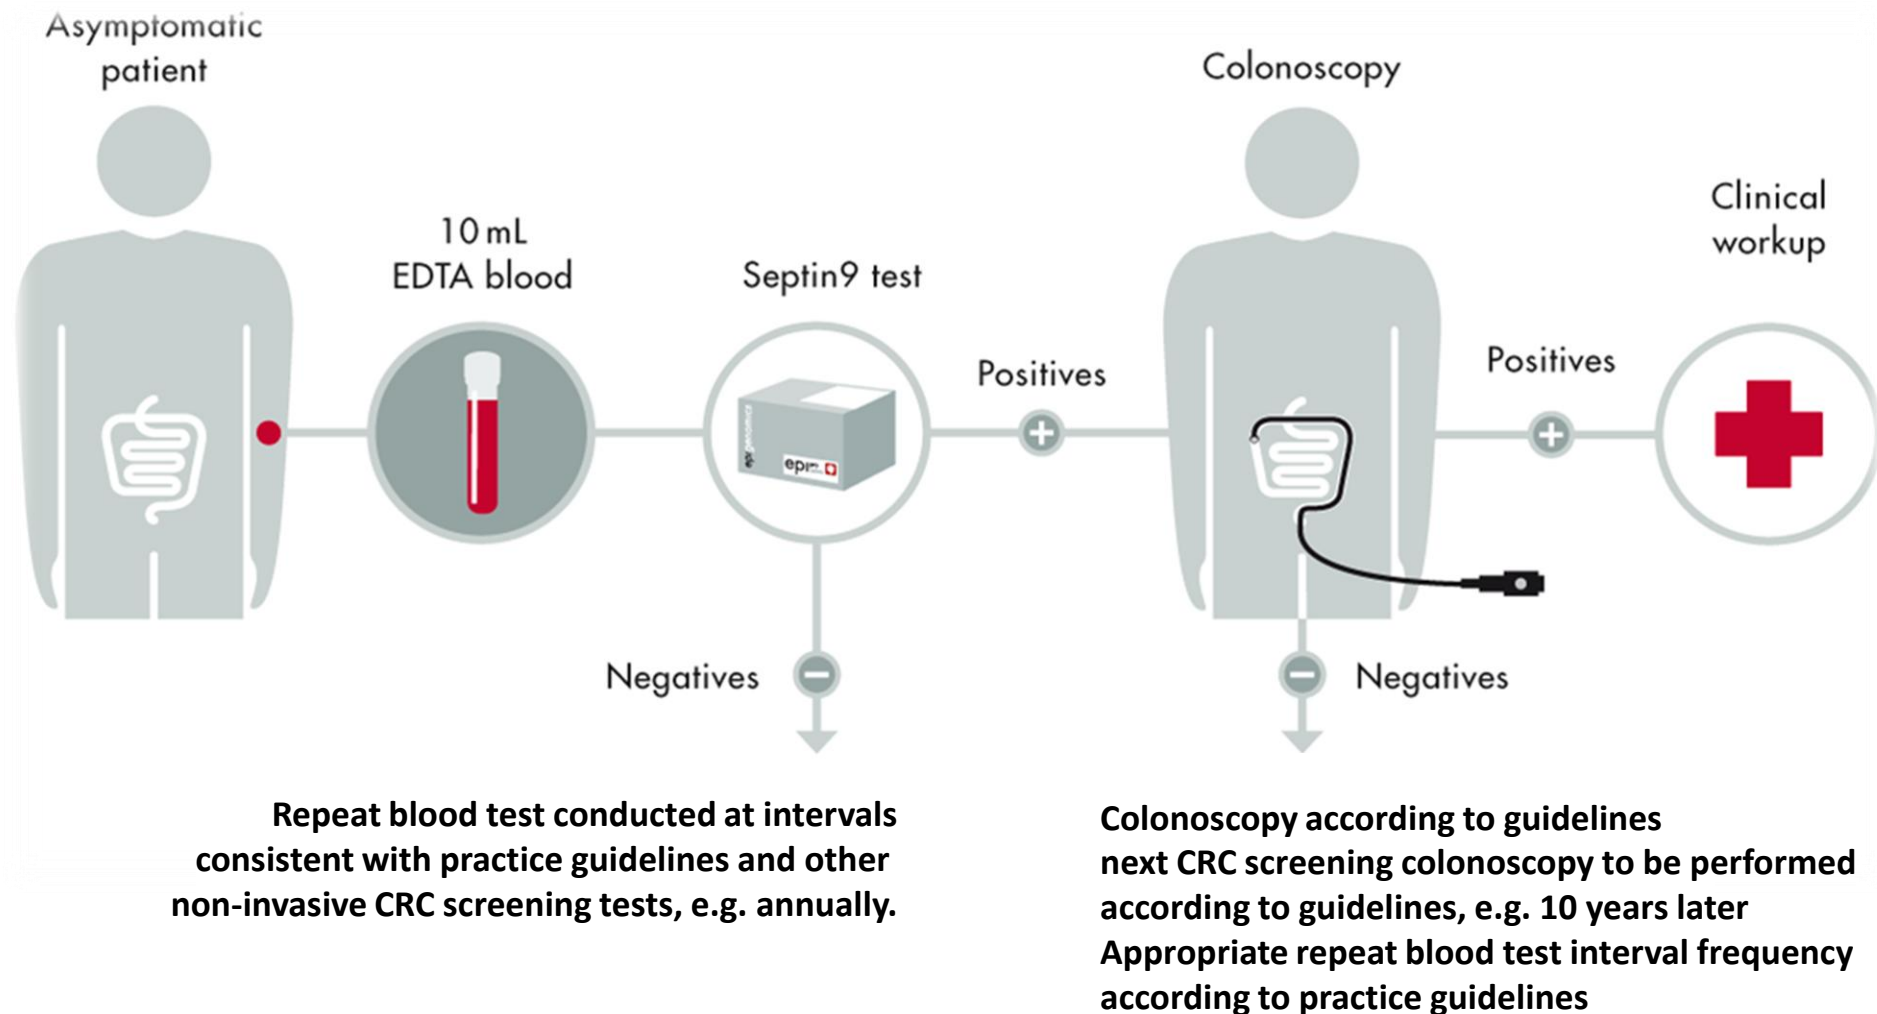 Asymptomatic
patient
10 mL
EDTA blood
Septin9 test
epigenomics
epi
Positives
Negatives
Colonoscopy
Positives
Negatives
Clinical
workup
Repeat blood test conducted at intervals
consistent with practice guidelines and other
non-invasive CRC screening tests, e.g. annually.
Colonoscopy according to guidelines
next CRC screening colonoscopy to be performed
according to guidelines, e.g. 10 years later
Appropriate repeat blood test interval frequency
according to practice guidelines